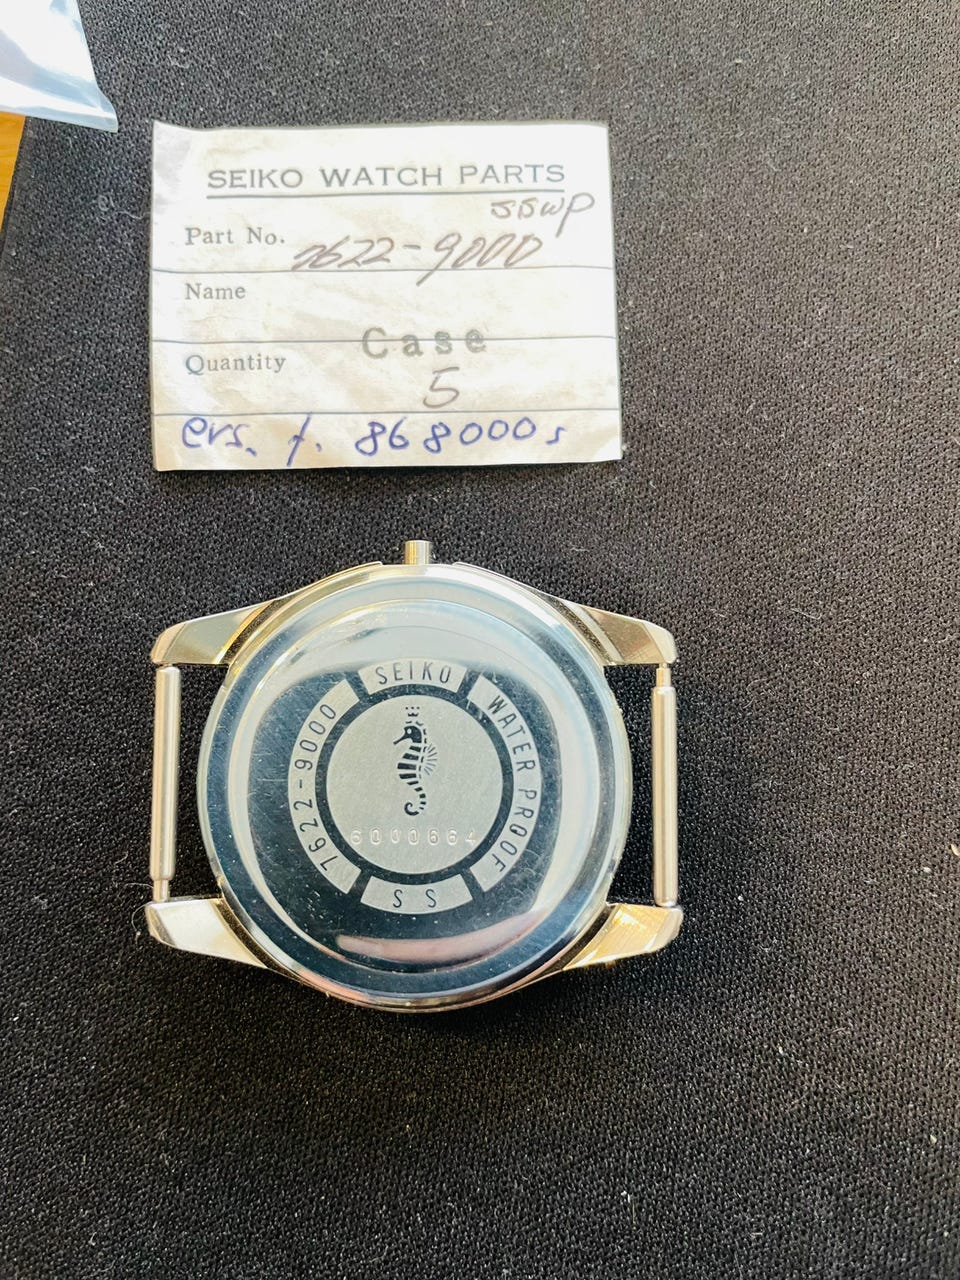 SEIKO WATCH PARTS
SSWP
Part No. 7622-9000
Name
Case
Quantity
5
ers. f. 868000s
SEIKO
WATER PROOF
SS
7622-9000
6000664